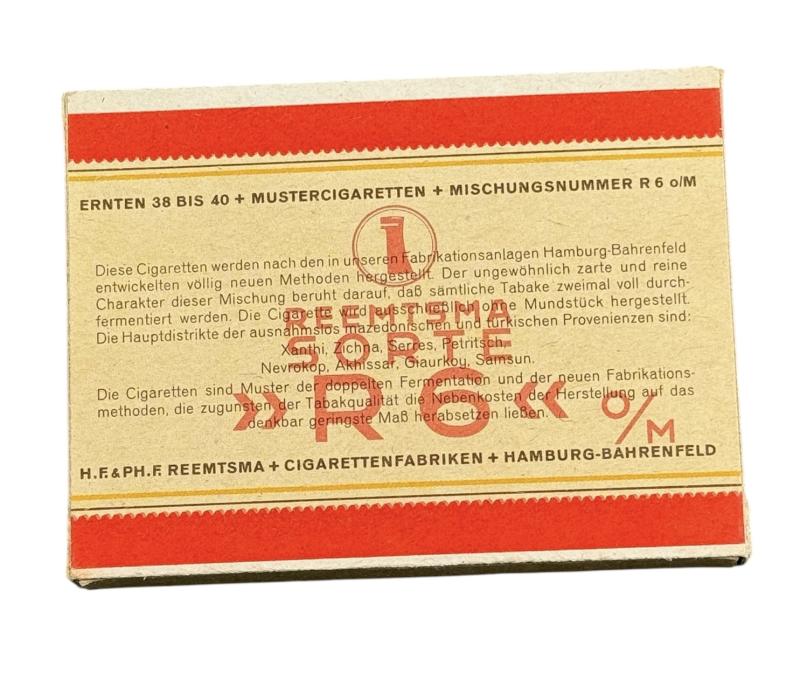 ERNTEN 38 BIS 40 + MUSTERCIGARETTEN + MISCHUNGSNUMMER R 6 o/M
Diese Cigaretten werden nach den in unseren Fabrikationsanlagen Hamburg-Bahrenfeld
entwickelten völlig neuen Methoden hergestellt. Der ungewöhnlich zarte und reine
Charakter dieser Mischung beruht darauf, daß sämtliche Tabake zweimal voll durch-
fermentiert werden. Die Cigarette wird ausschließlich ohne Mundstück hergestellt.
Die Hauptdistrikte der ausnahmslos mazedonischen und türkischen Provenienzen sind:
Xanthi, Zichna, Serres, Petritsch,
Nevrokop, Akhissar, Giaurkoy, Samsun.
Die Cigaretten sind Muster der doppelten Fermentation und der neuen Fabrikations-
methoden, die zugunsten der Tabakqualität die Nebenkosten der Herstellung auf das
denkbar geringste Maß herabsetzen ließen.
REEMTSMA
SORTE
»R6« o/M
H.F. & PH.F. REEMTSMA + CIGARETTENFABRIKEN + HAMBURG-BAHRENFELD